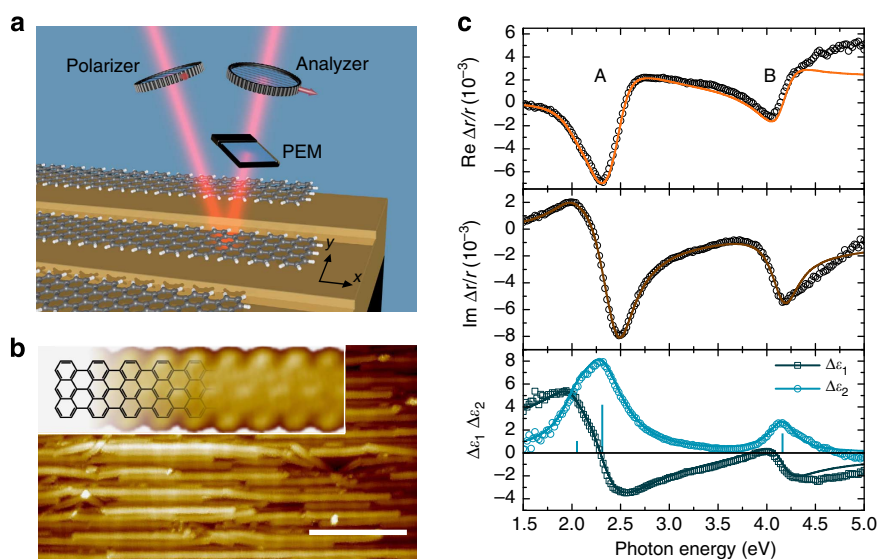 a
Polarizer
Analyzer
PEM
y
x
b
c
Re Δr/r (10⁻³)
6
4
2
0
−2
−4
−6
A
B
Im Δr/r (10⁻³)
2
0
−2
−4
−6
−8
Δε₁ Δε₂
8
6
4
2
0
−2
−4
Δε₁
Δε₂
1.5 2.0 2.5 3.0 3.5 4.0 4.5 5.0
Photon energy (eV)